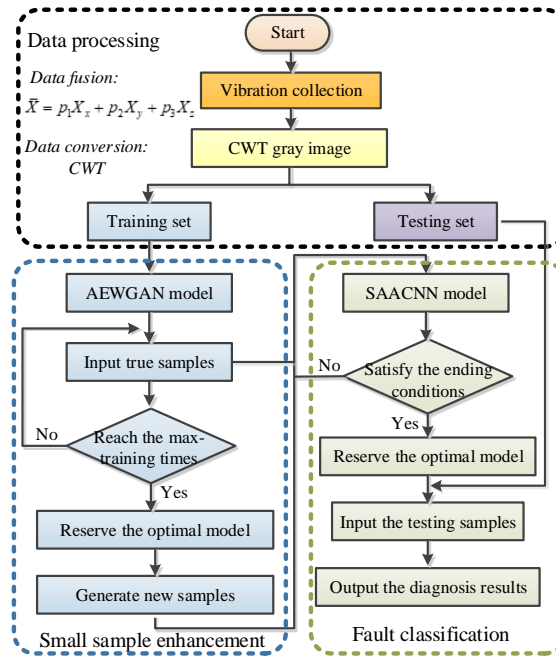 Start
Data processing
Data fusion:
Vibration collection
X̄ = p₁Xₓ + p₂Xᵧ + p₃X_z
Data conversion:
CWT
CWT gray image
Training set
Testing set
AEWGAN model
Input true samples
No
Reach the max-
training times
Yes
Reserve the optimal model
Generate new samples
Small sample enhancement
SAACNN model
No
Satisfy the ending
conditions
Yes
Reserve the optimal model
Input the testing samples
Output the diagnosis results
Fault classification